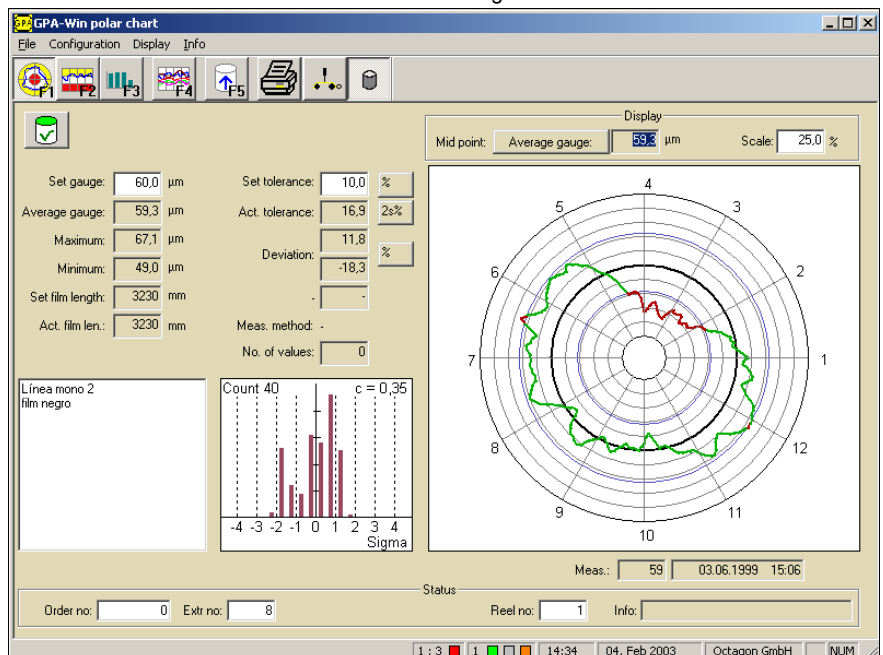 GPA-Win polar chart
File Configuration Display Info
F1 F2 F3 F4 F5
Display
Mid point: Average gauge: 59,3 µm Scale: 25,0 %
Set gauge: 60,0 µm Set tolerance: 10,0 %
Average gauge: 59,3 µm Act. tolerance: 16,9 2s%
Maximum: 67,1 µm Deviation: 11,8 %
Minimum: 49,0 µm -18,3
Set film length: 3230 mm - -
Act. film len.: 3230 mm Meas. method: -
No. of values: 0
Línea mono 2
film negro
Count 40 c = 0,35
-4 -3 -2 -1 0 1 2 3 4
Sigma
4
5 3
6 2
7 1
8 12
9 11
10
Meas.: 59 03.06.1999 15:06
Status
Order no: 0 Extr no: 8 Reel no: 1 Info:
1 : 3 1 14:34 04. Feb 2003 Octagon GmbH NUM